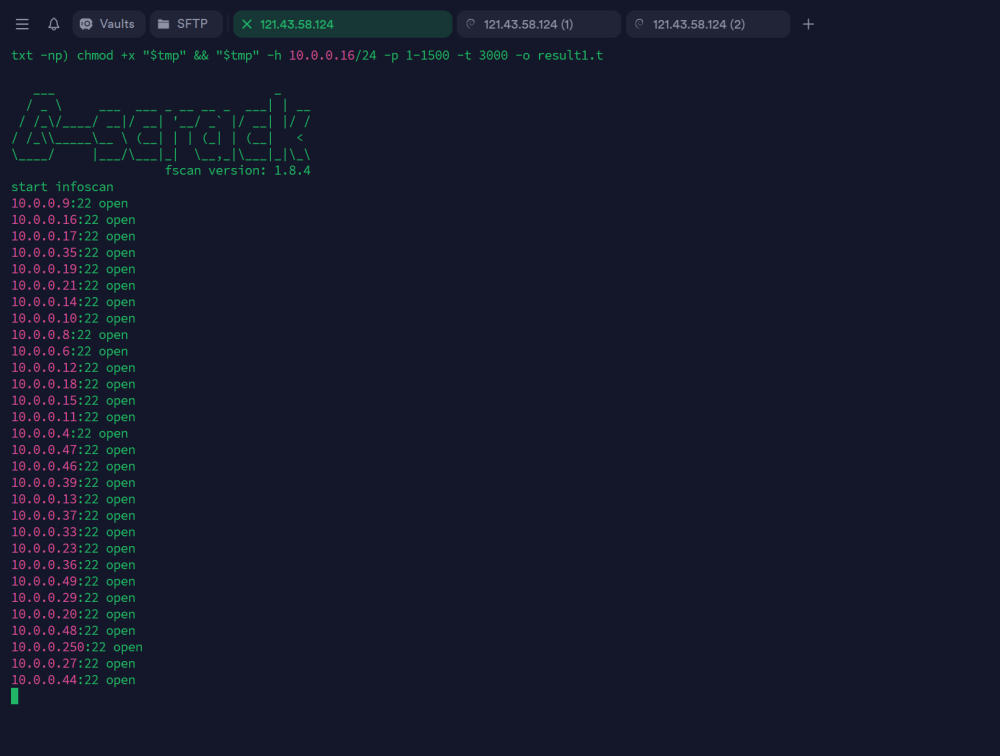 Vaults SFTP 121.43.58.124 121.43.58.124 (1) 121.43.58.124 (2)
txt -np) chmod +x "$tmp" && "$tmp" -h 10.0.0.16/24 -p 1-1500 -t 3000 -o result1.t
   ___                              _
  / _ \     ___  ___ _ __ __ _  ___| | __
 / /_\/____/ __|/ __| '__/ _` |/ __| |/ /
/ /_\\_____\__ \ (__| | | (_| | (__|   <
\____/     |___/\___|_|  \__,_|\___|_|\_\
                     fscan version: 1.8.4
start infoscan
10.0.0.9:22 open
10.0.0.16:22 open
10.0.0.17:22 open
10.0.0.35:22 open
10.0.0.19:22 open
10.0.0.21:22 open
10.0.0.14:22 open
10.0.0.10:22 open
10.0.0.8:22 open
10.0.0.6:22 open
10.0.0.12:22 open
10.0.0.18:22 open
10.0.0.15:22 open
10.0.0.11:22 open
10.0.0.4:22 open
10.0.0.47:22 open
10.0.0.46:22 open
10.0.0.39:22 open
10.0.0.13:22 open
10.0.0.37:22 open
10.0.0.33:22 open
10.0.0.23:22 open
10.0.0.36:22 open
10.0.0.49:22 open
10.0.0.29:22 open
10.0.0.20:22 open
10.0.0.48:22 open
10.0.0.250:22 open
10.0.0.27:22 open
10.0.0.44:22 open